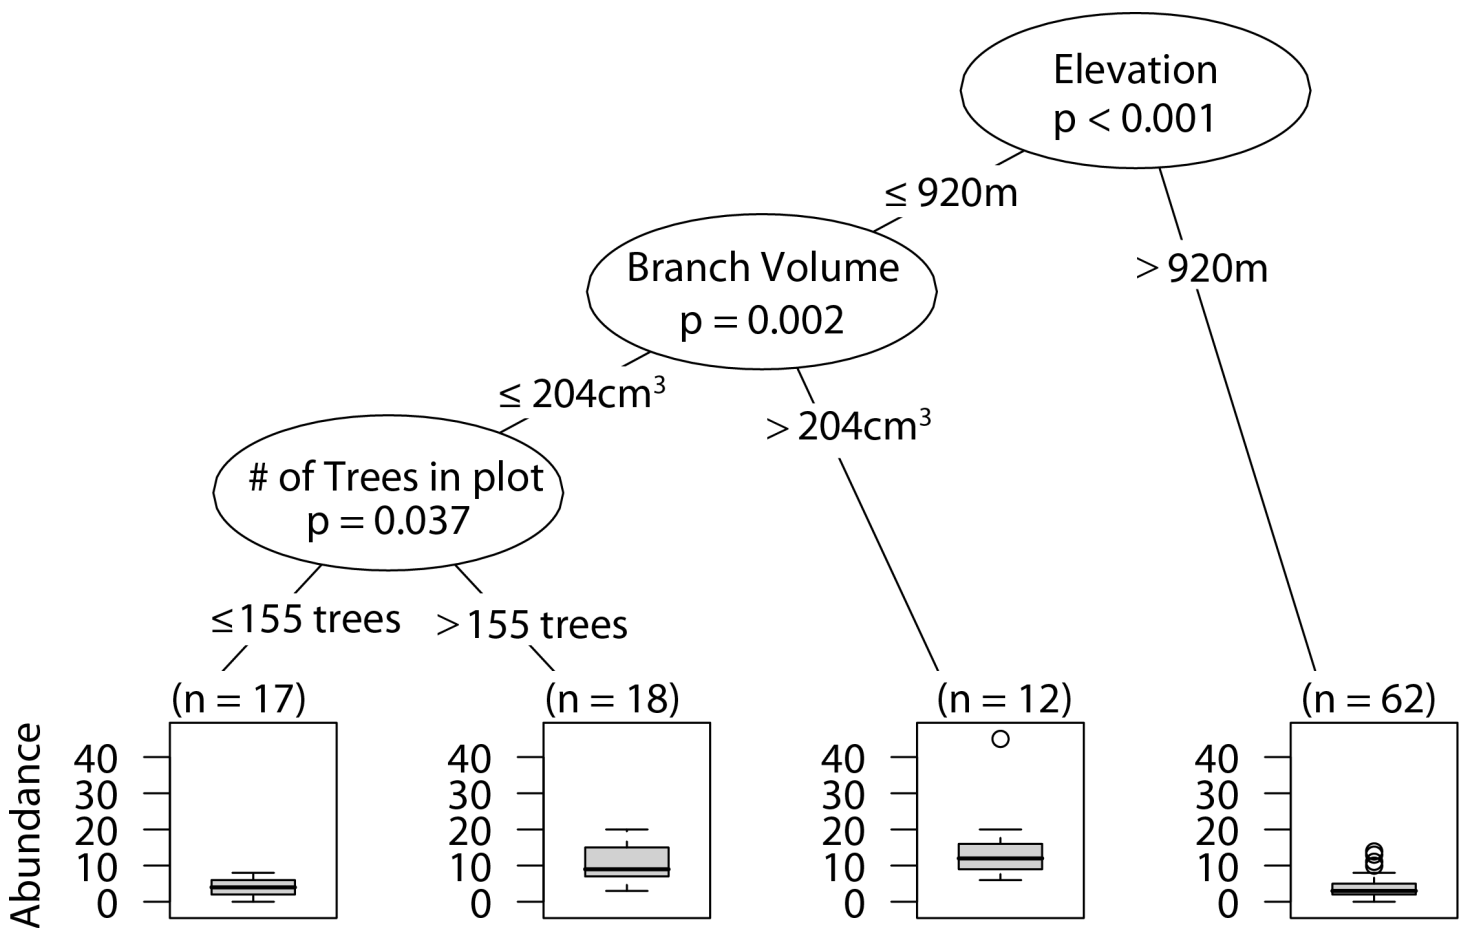 Elevation
p < 0.001
≤ 920m
> 920m
Branch Volume
p = 0.002
≤ 204cm³
> 204cm³
# of Trees in plot
p = 0.037
≤155 trees
>155 trees
(n = 17)
(n = 18)
(n = 12)
(n = 62)
Abundance
40
30
20
10
0
40
30
20
10
0
40
30
20
10
0
40
30
20
10
0